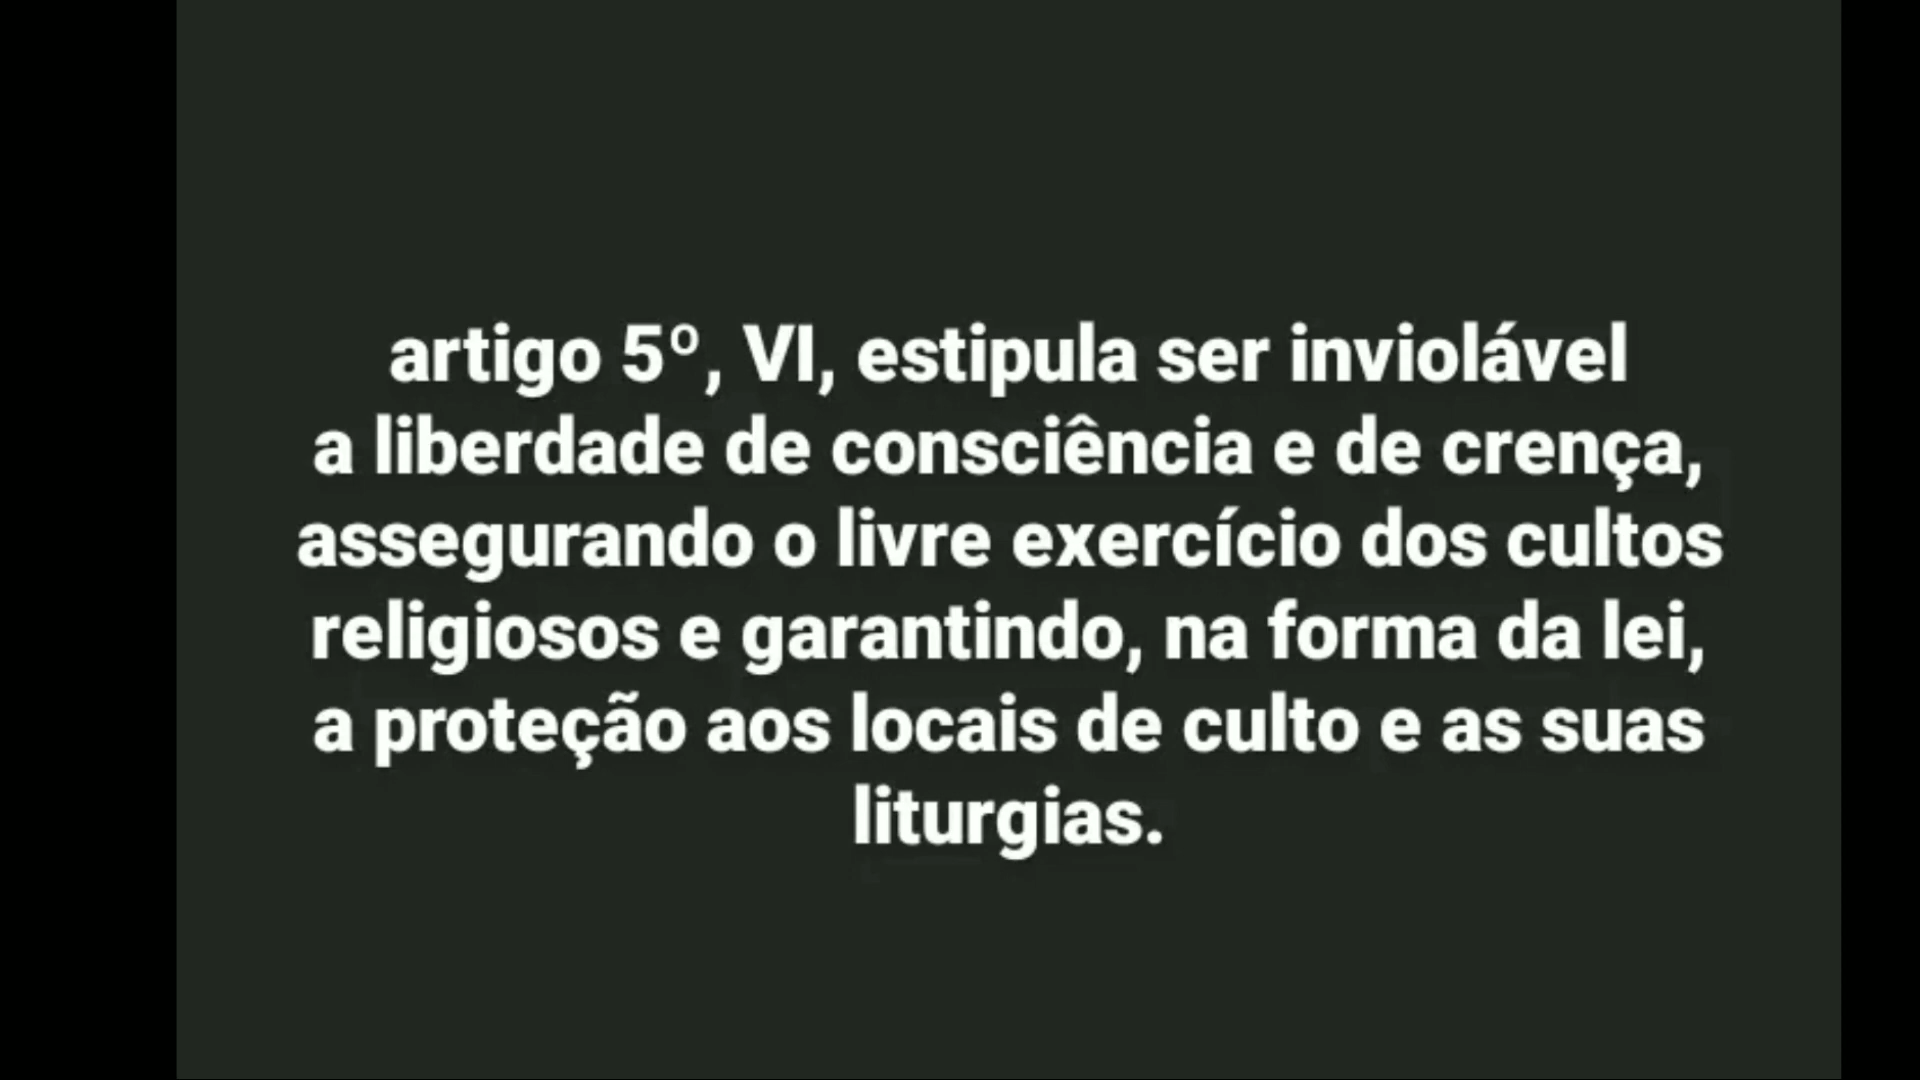 artigo 5º, VI, estipula ser inviolável
a liberdade de consciência e de crença,
assegurando o livre exercício dos cultos
religiosos e garantindo, na forma da lei,
a proteção aos locais de culto e as suas
liturgias.